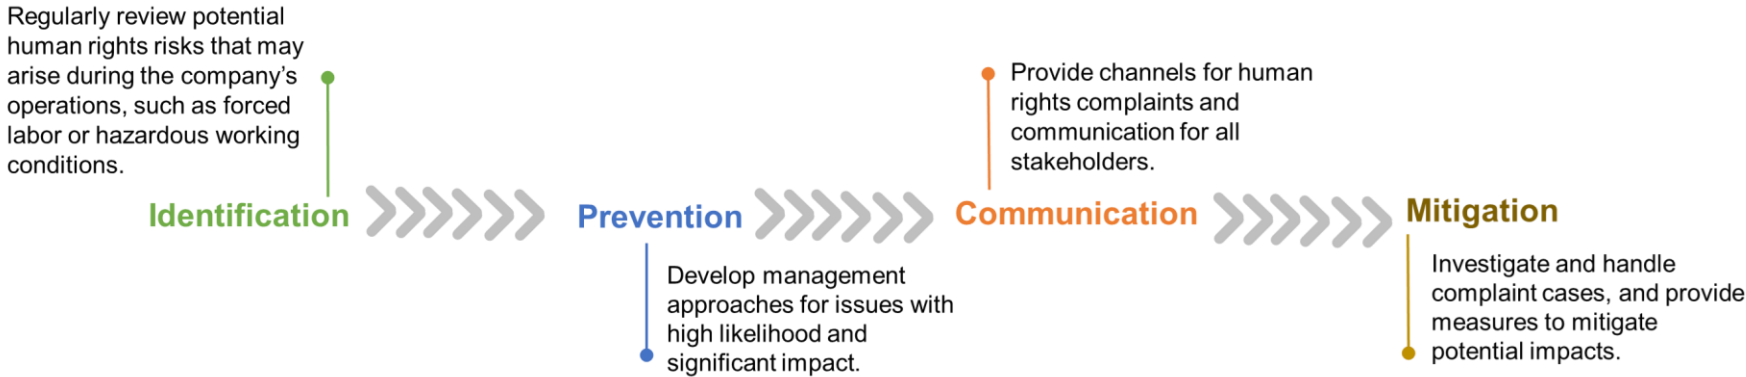 Regularly review potential
human rights risks that may
arise during the company's
operations, such as forced
labor or hazardous working
conditions.
Identification
Prevention
Develop management
approaches for issues with
high likelihood and
significant impact.
Provide channels for human
rights complaints and
communication for all
stakeholders.
Communication
Mitigation
Investigate and handle
complaint cases, and provide
measures to mitigate
potential impacts.